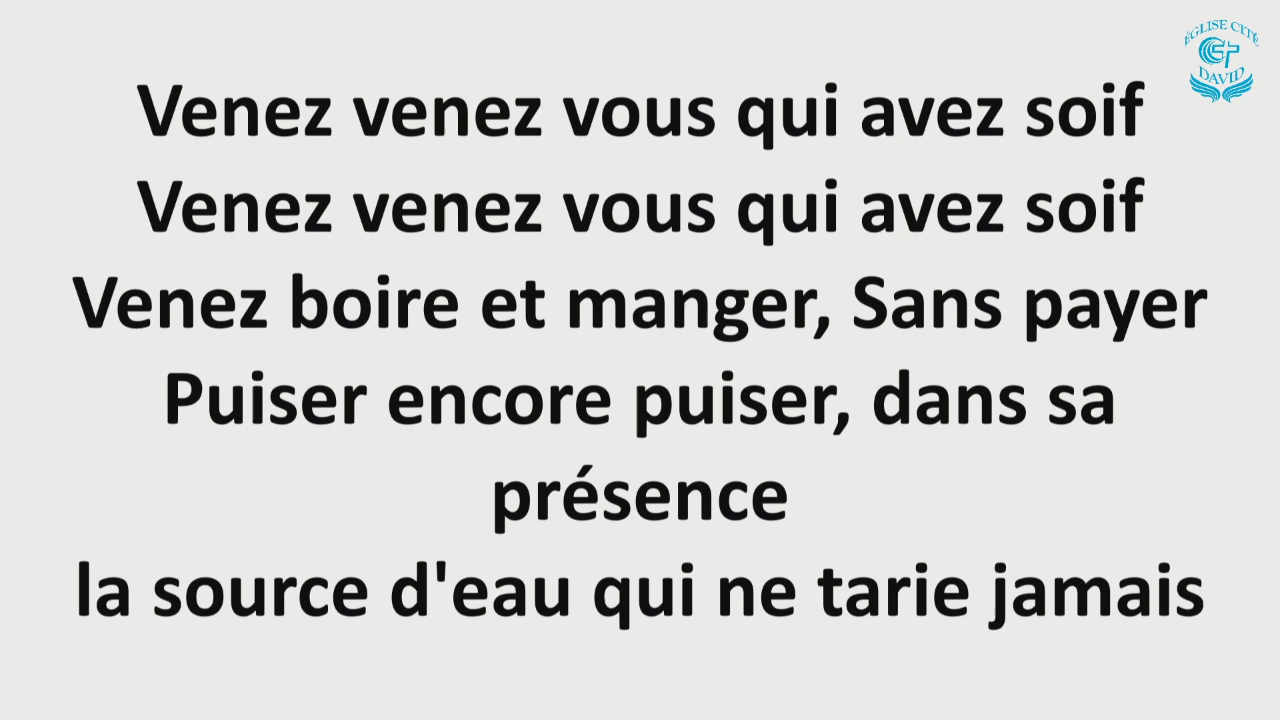 ÉGLISE CITÉ
DAVID
Venez venez vous qui avez soif
Venez venez vous qui avez soif
Venez boire et manger, Sans payer
Puiser encore puiser, dans sa
présence
la source d'eau qui ne tarie jamais